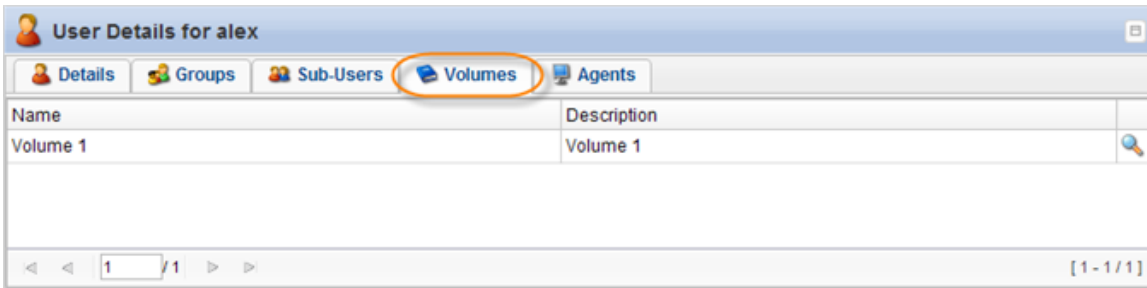 User Details for alex
Details Groups Sub-Users Volumes Agents
Name Description
Volume 1 Volume 1
1 / 1 [ 1 - 1 / 1 ]